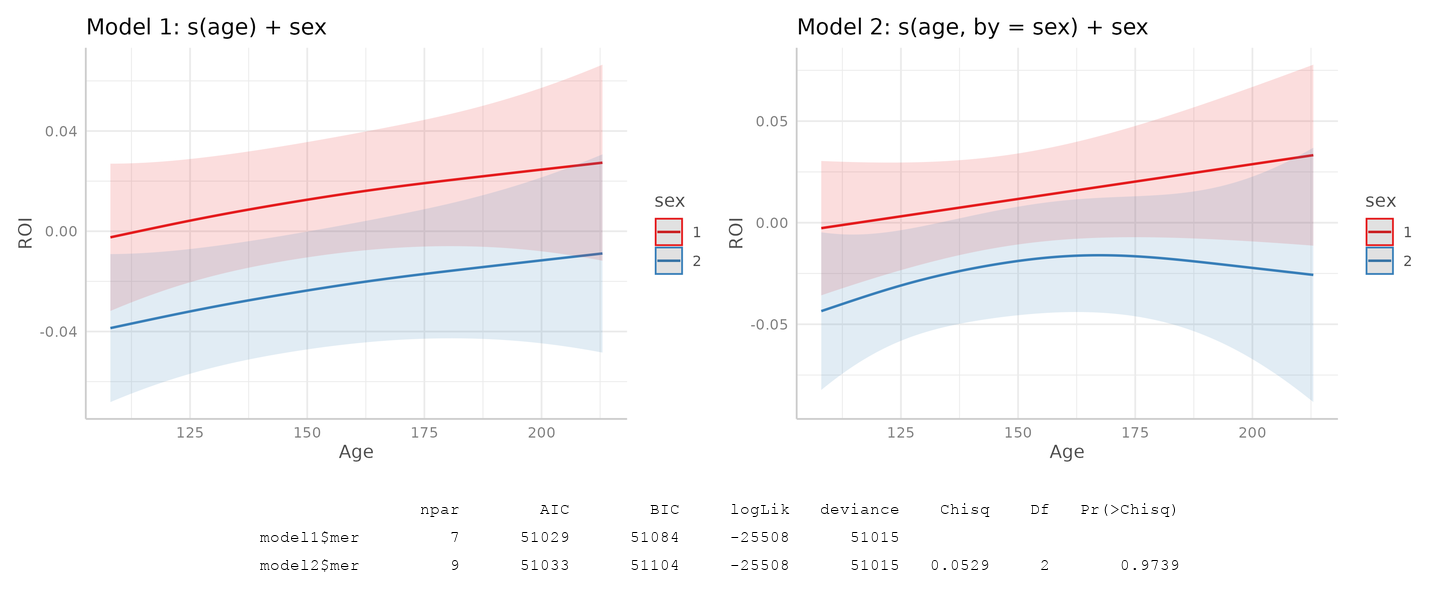 Model 1: s(age) + sex
0.04
0.00
-0.04
ROI
125 150 175 200
Age
sex
1
2
Model 2: s(age, by = sex) + sex
0.05
0.00
-0.05
ROI
125 150 175 200
Age
sex
1
2
npar AIC BIC logLik deviance Chisq Df Pr(>Chisq)
model1$mer 7 51029 51084 -25508 51015
model2$mer 9 51033 51104 -25508 51015 0.0529 2 0.9739